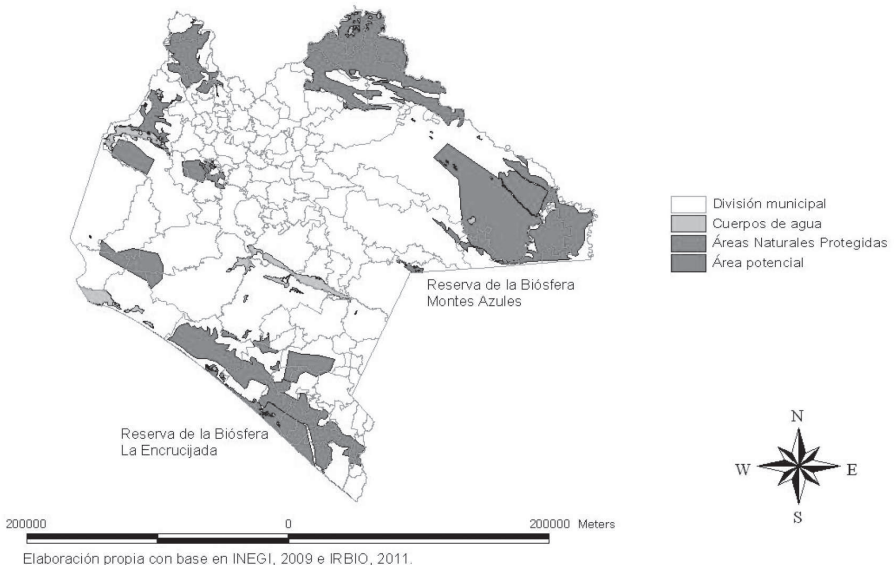 División municipal
Cuerpos de agua
Áreas Naturales Protegidas
Área potencial
Reserva de la Biósfera
Montes Azules
Reserva de la Biósfera
La Encrucijada
N
W E
S
200000 0 200000 Meters
Elaboración propia con base en INEGI, 2009 e IRBIO, 2011.